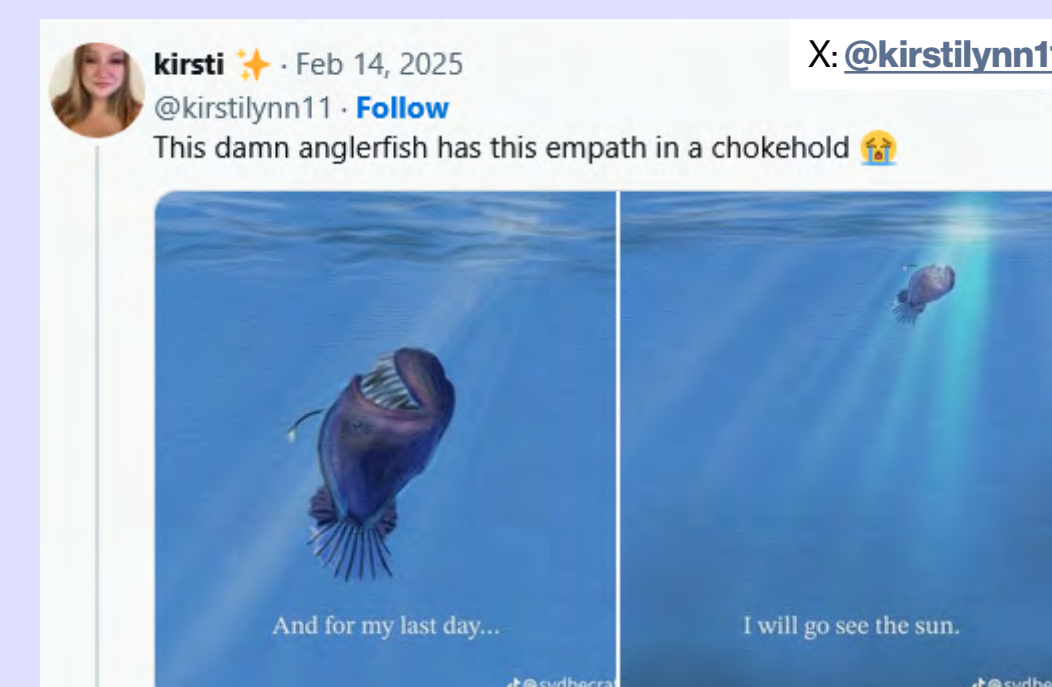 kirsti ✨ · Feb 14, 2025
X: @kirstilynn1
@kirstilynn11 · Follow
This damn anglerfish has this empath in a chokehold 😭
And for my last day...
I will go see the sun.